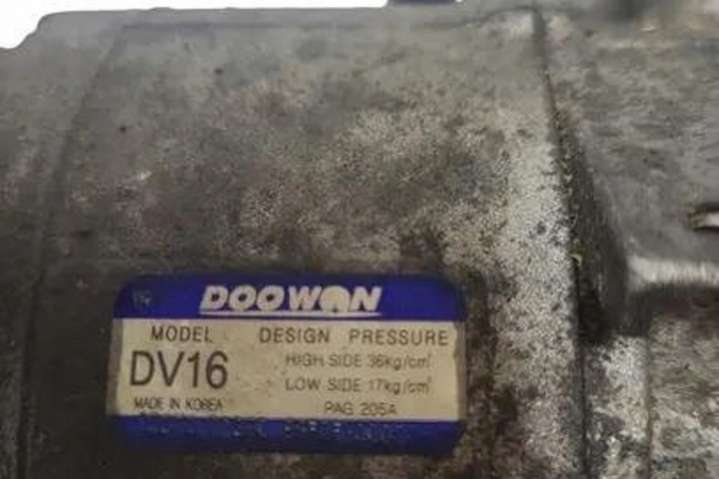 DOOWON
MODEL DESIGN PRESSURE
DV16 HIGH SIDE 36kg/cm²
LOW SIDE 17kg/cm²
MADE IN KOREA PAG 205A